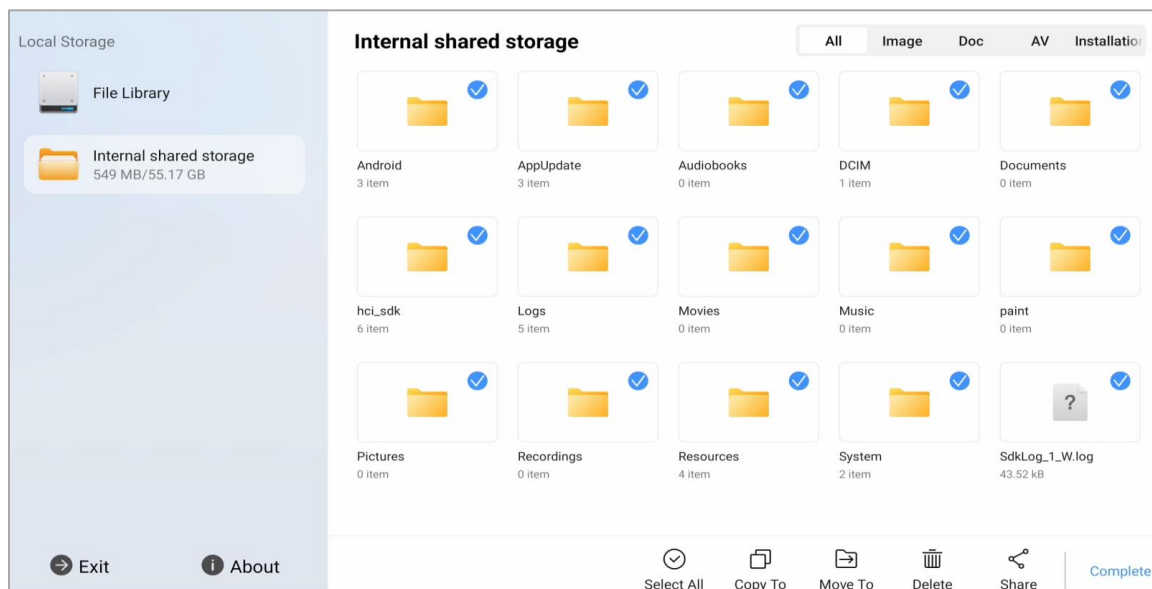 Local Storage
File Library
Internal shared storage
549 MB/55.17 GB
Exit
About
Internal shared storage
All Image Doc AV Installation
Android AppUpdate Audiobooks DCIM Documents
3 item 3 item 0 item 1 item 0 item
hci_sdk Logs Movies Music paint
6 item 5 item 0 item 0 item 0 item
?
Pictures Recordings Resources System SdkLog_1_W.log
0 item 0 item 4 item 2 item 43.52 kB
Select All Copy To Move To Delete Share Complete